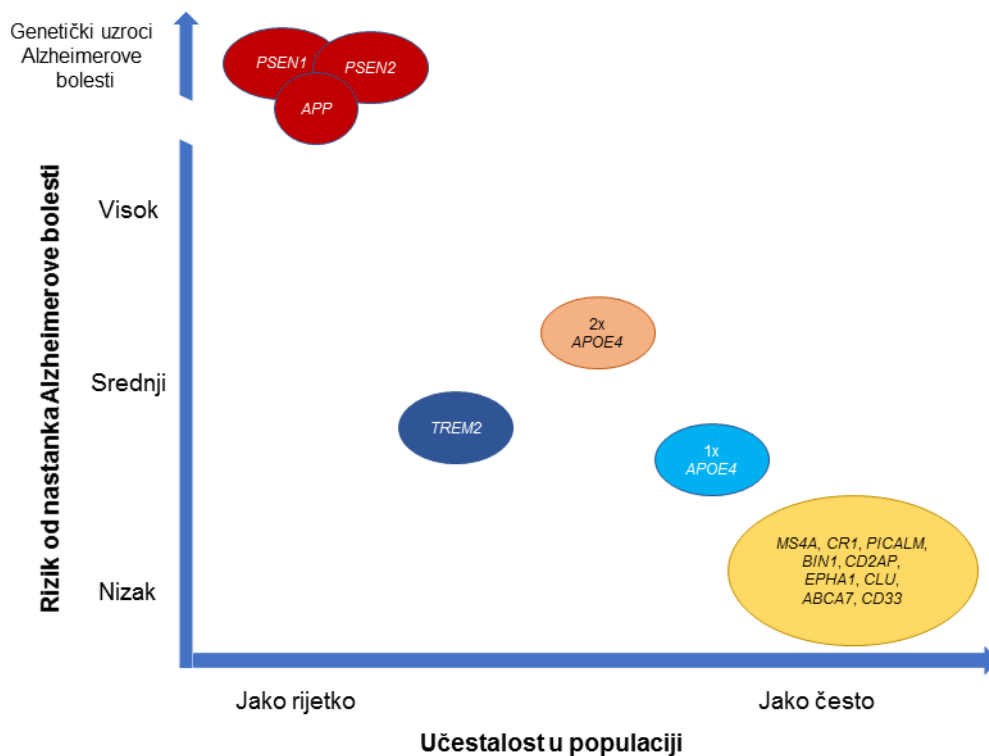 Genetički uzroci
Alzheimerove
bolesti
PSEN1
PSEN2
APP
Rizik od nastanka Alzheimerove bolesti
Visok
2x
APOE4
Srednji
TREM2
1x
APOE4
MS4A, CR1, PICALM,
BIN1, CD2AP,
EPHA1, CLU,
ABCA7, CD33
Nizak
Jako rijetko
Jako često
Učestalost u populaciji